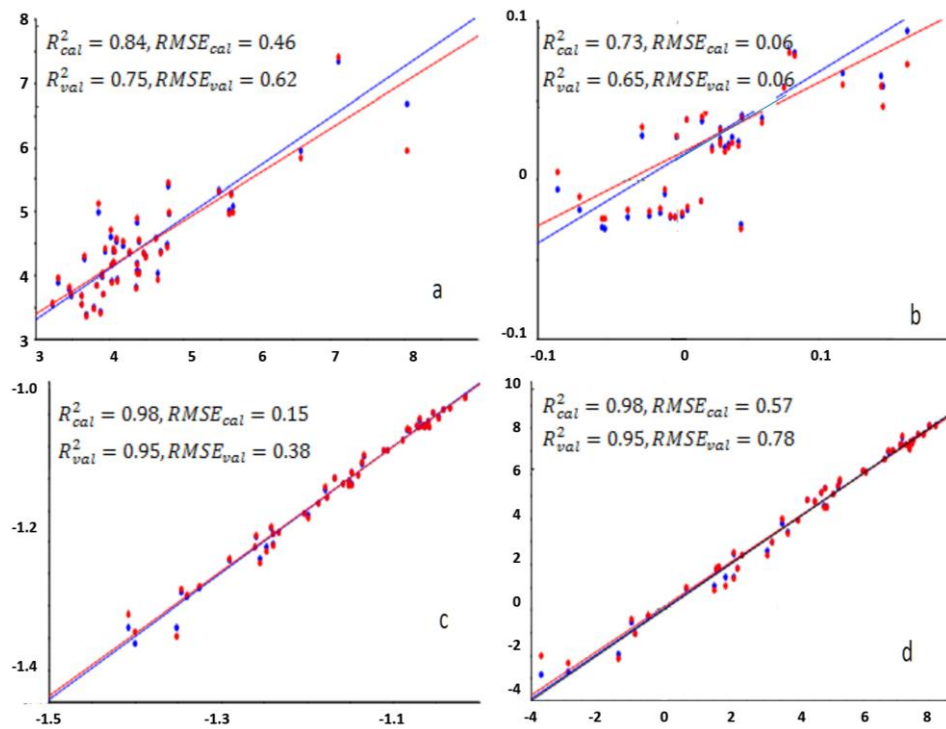 8
R²cal = 0.84, RMSEcal = 0.46
R²val = 0.75, RMSEval = 0.62
7
6
5
4
3
a
3 4 5 6 7 8
0.1
R²cal = 0.73, RMSEcal = 0.06
R²val = 0.65, RMSEval = 0.06
0
-0.1
b
-0.1 0 0.1
-1.0
R²cal = 0.98, RMSEcal = 0.15
R²val = 0.95, RMSEval = 0.38
-1.2
-1.4
c
-1.5 -1.3 -1.1
10
R²cal = 0.98, RMSEcal = 0.57
R²val = 0.95, RMSEval = 0.78
8
6
4
2
0
-2
-4
d
-4 -2 0 2 4 6 8